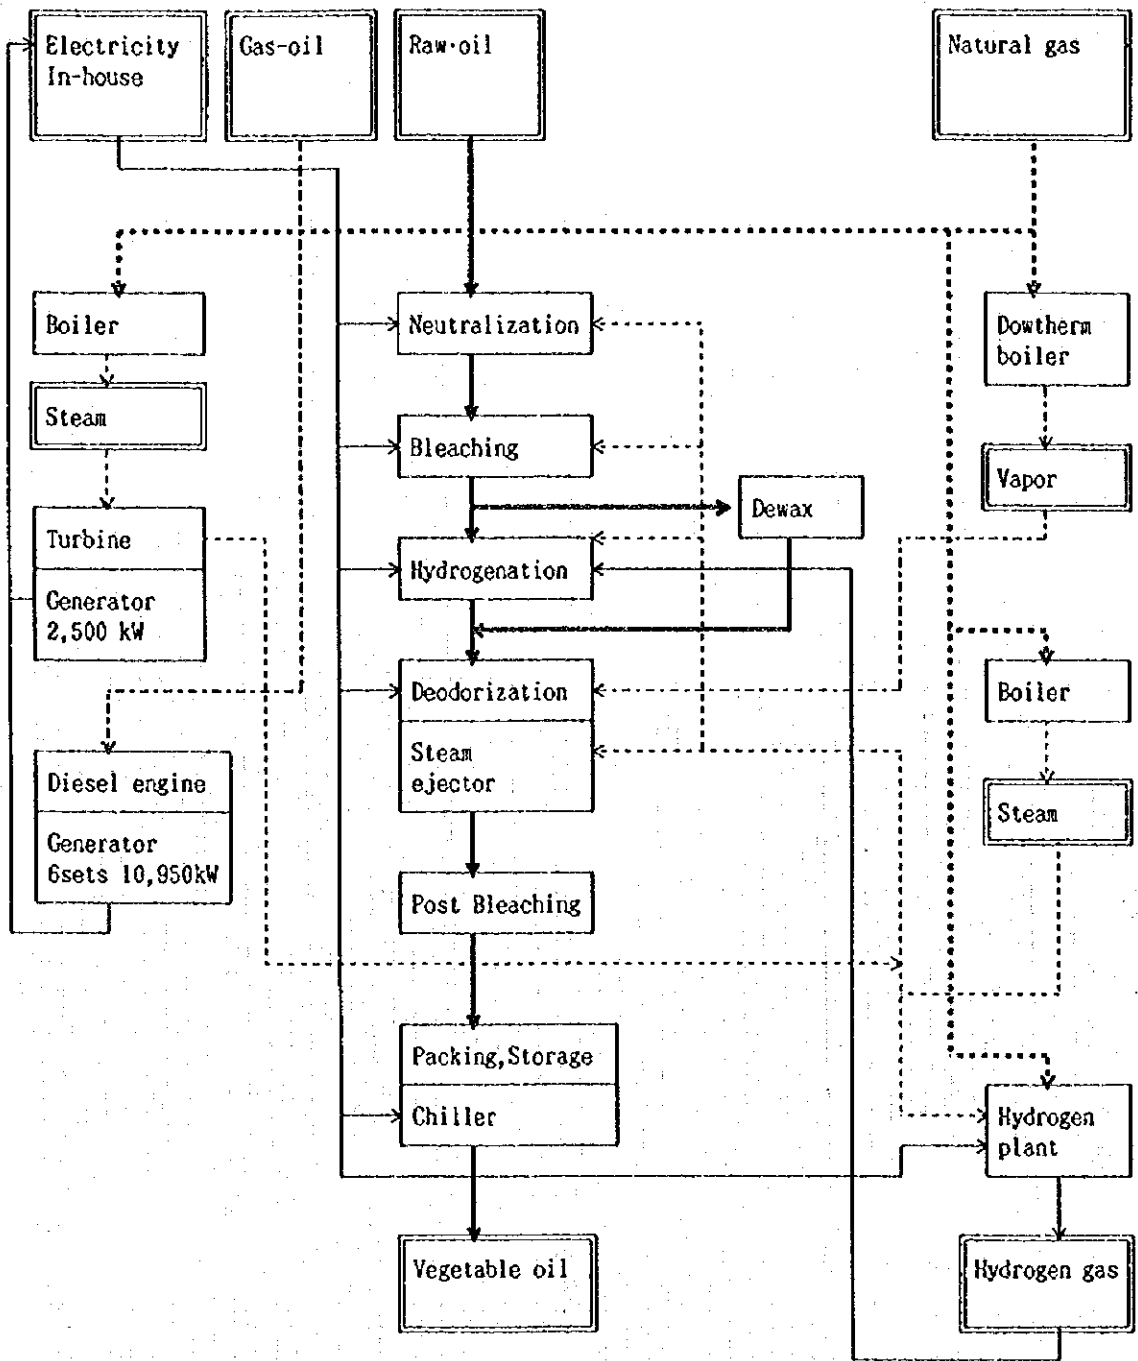 Electricity
In-house
Gas-oil
Raw·oil
Natural gas
Boiler
Neutralization
Dowtherm
boiler
Steam
Bleaching
Vapor
Dewax
Turbine
Hydrogenation
Generator
2,500 kW
Deodorization
Boiler
Steam
ejector
Diesel engine
Steam
Generator
6sets 10,950kW
Post Bleaching
Packing,Storage
Chiller
Hydrogen
plant
Vegetable oil
Hydrogen gas